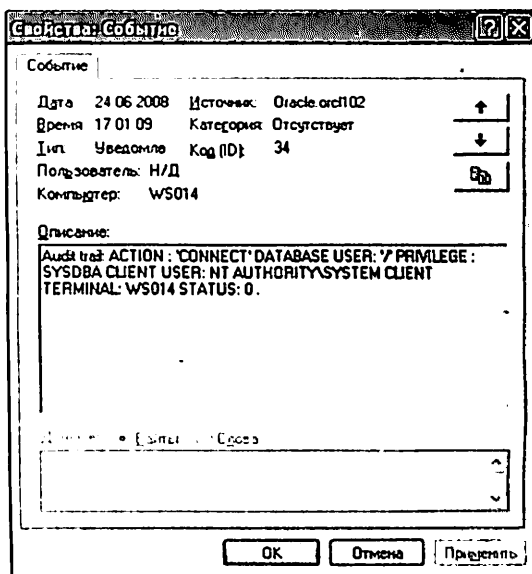 Свойства: Событие
Событие
Дата 24.06.2008 Источник: Oracle.orcl102
Время 17 01 09 Категория: Отсутствует
Тип: Уведомле Код (ID): 34
Пользователь: Н/Д
Компьютер: WS014
Описание:
Audit trail: ACTION : 'CONNECT' DATABASE USER: '/' PRIVILEGE :
SYSDBA CLIENT USER: NT AUTHORITY\SYSTEM CLIENT
TERMINAL: WS014 STATUS: 0 .
Слова
OK Отмена Применить